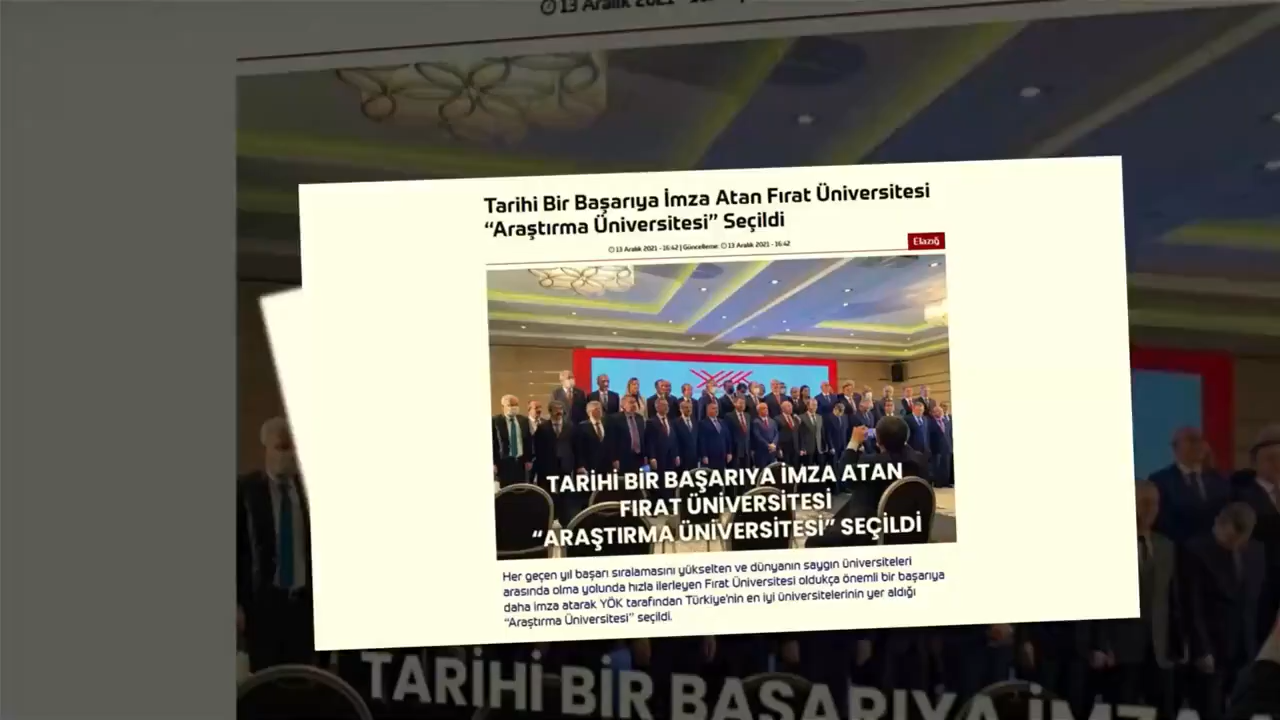 13 Aralık 2021
Tarihi Bir Başarıya İmza Atan Fırat Üniversitesi
“Araştırma Üniversitesi” Seçildi
13 Aralık 2021 - 16:42 | Güncelleme: 13 Aralık 2021 - 16:42
Elazığ
TARİHİ BİR BAŞARIYA İMZA ATAN
FIRAT ÜNİVERSİTESİ
“ARAŞTIRMA ÜNİVERSİTESİ” SEÇİLDİ
Her geçen yıl başarı sıralamasını yükselten ve dünyanın saygın üniversiteleri
arasında olma yolunda hızla ilerleyen Fırat Üniversitesi oldukça önemli bir başarıya
daha imza atarak YÖK tarafından Türkiye'nin en iyi üniversitelerinin yer aldığı
“Araştırma Üniversitesi” seçildi.
TARİHİ BİR BAŞARIYA İMZA